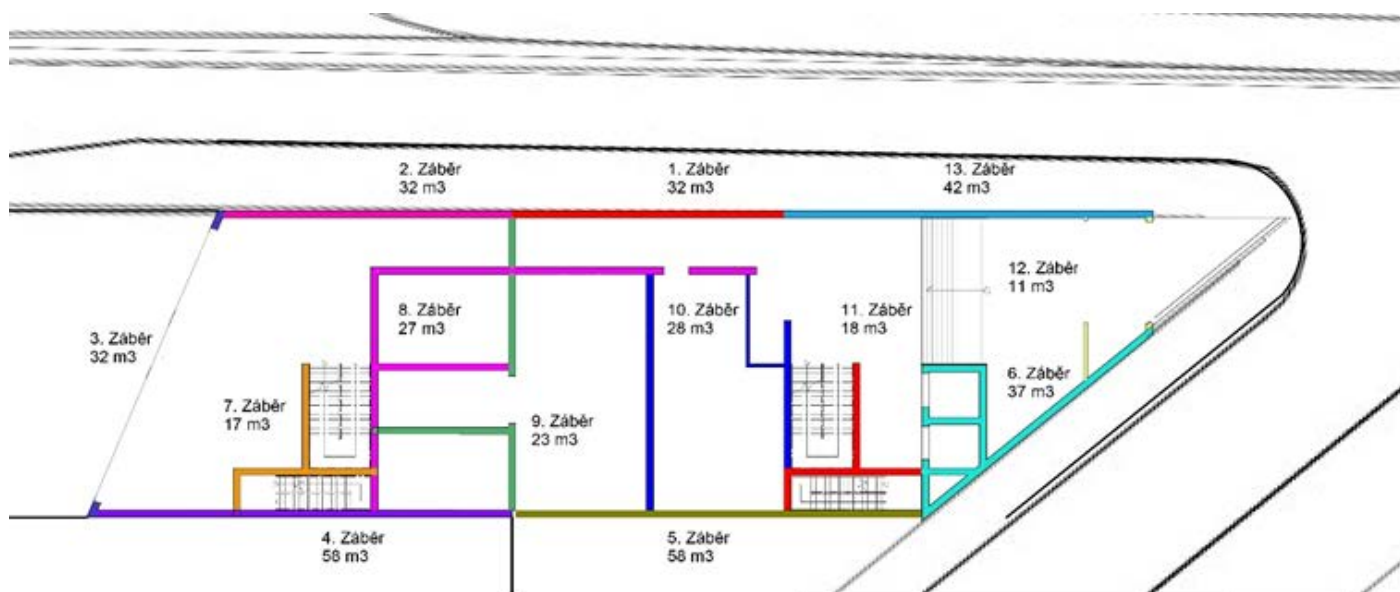 2. Záběr
32 m3
1. Záběr
32 m3
13. Záběr
42 m3
12. Záběr
11 m3
8. Záběr
27 m3
10. Záběr
28 m3
11. Záběr
18 m3
3. Záběr
32 m3
6. Záběr
37 m3
7. Záběr
17 m3
9. Záběr
23 m3
4. Záběr
58 m3
5. Záběr
58 m3